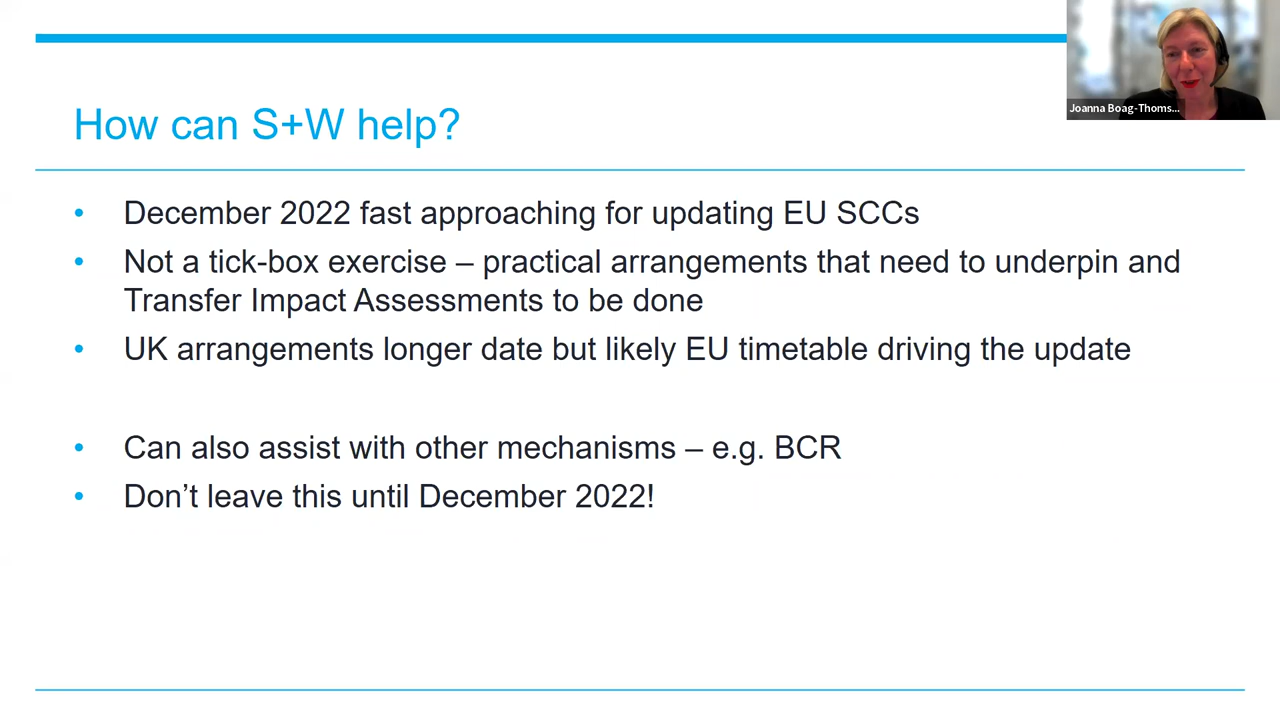 Joanna Boag-Thoms...
How can S+W help?
• December 2022 fast approaching for updating EU SCCs
• Not a tick-box exercise – practical arrangements that need to underpin and
Transfer Impact Assessments to be done
• UK arrangements longer date but likely EU timetable driving the update
• Can also assist with other mechanisms – e.g. BCR
• Don’t leave this until December 2022!